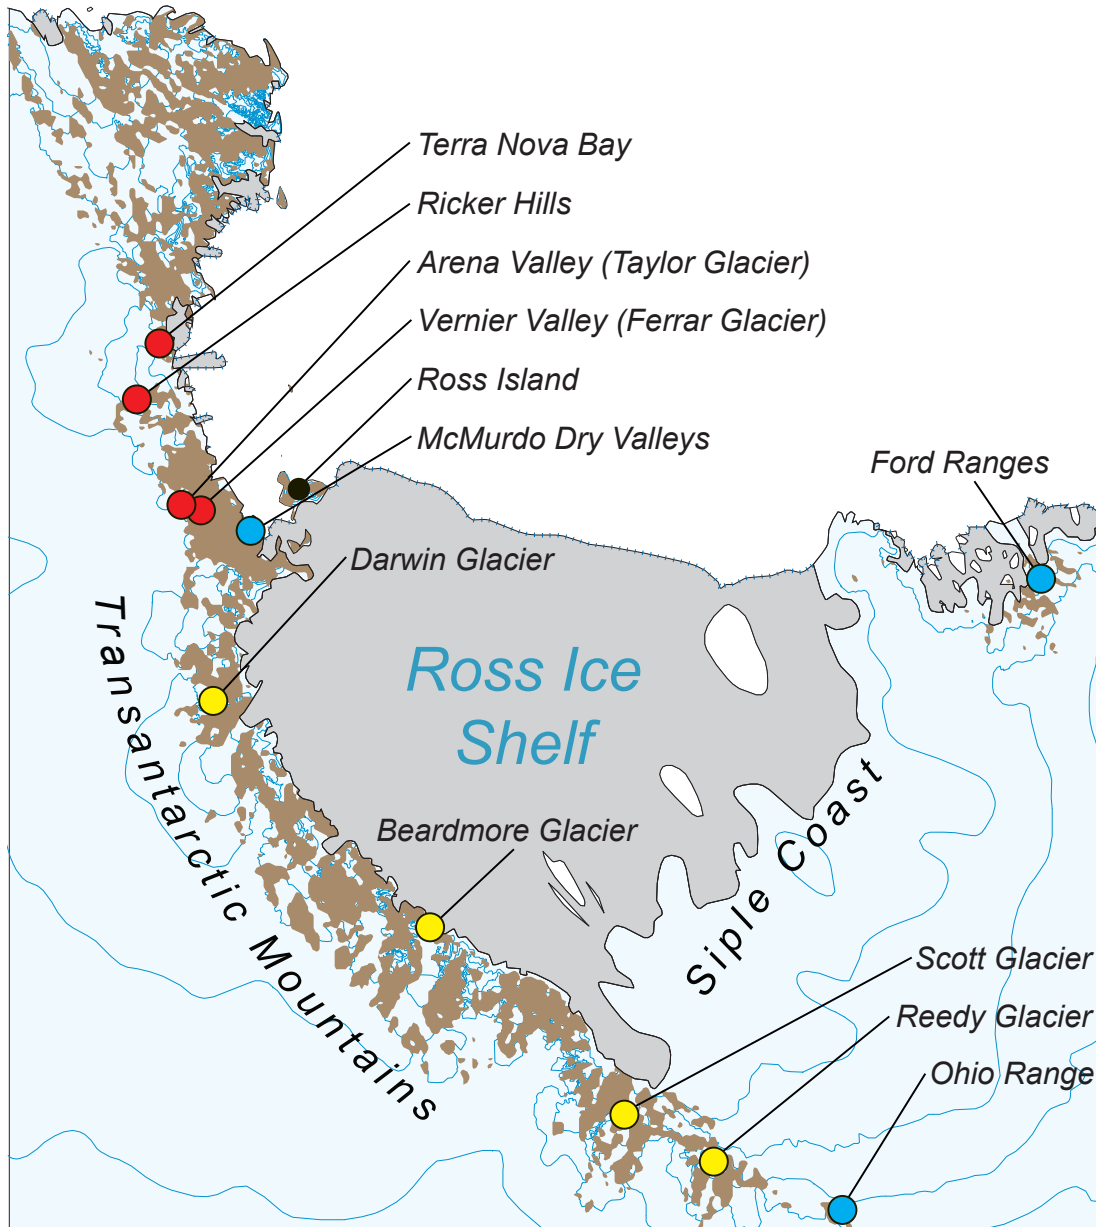 Terra Nova Bay
Ricker Hills
Arena Valley (Taylor Glacier)
Vernier Valley (Ferrar Glacier)
Ross Island
McMurdo Dry Valleys
Ford Ranges
Darwin Glacier
Transantarctic Mountains
Ross Ice
Shelf
Siple Coast
Beardmore Glacier
Scott Glacier
Reedy Glacier
Ohio Range